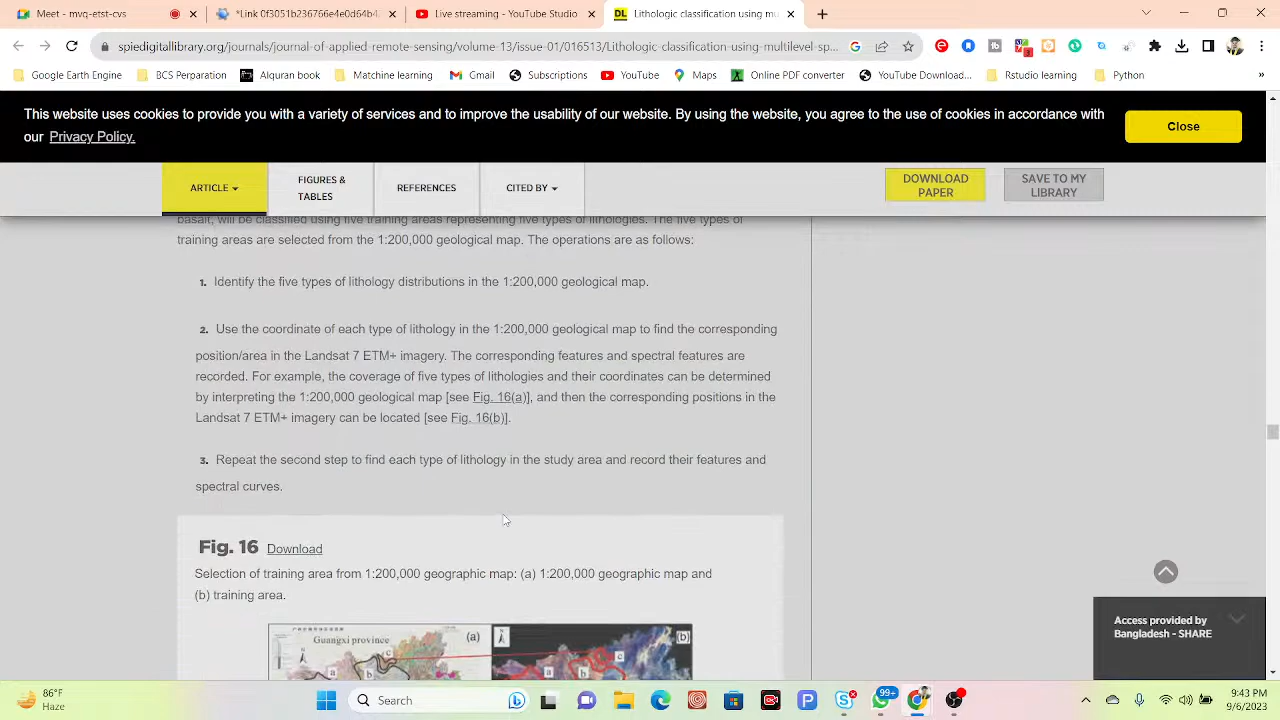 Meet - mvq-etst-mvj
*Link 0f3051b236766e4ef34b4
Live streaming - YouTube Studio
DL Lithologic classification using mu
spiedigitallibrary.org/journals/journal-of-applied-remote-sensing/volume-13/issue-01/016513/Lithologic-classification-using-multilevel-sp...
Google Earth Engine
BCS Perparation
Alquran book
Matchine learning
Gmail
Subscriptions
YouTube
Maps
Online PDF converter
YouTube Download...
Rstudio learning
Python
This website uses cookies to provide you with a variety of services and to improve the usability of our website. By using the website, you agree to the use of cookies in accordance with
our Privacy Policy.
Close
ARTICLE
FIGURES &
TABLES
REFERENCES
CITED BY
DOWNLOAD
PAPER
SAVE TO MY
LIBRARY
basalt, will be classified using five training areas representing five types of lithologies. The five types of
training areas are selected from the 1:200,000 geological map. The operations are as follows:
1. Identify the five types of lithology distributions in the 1:200,000 geological map.
2. Use the coordinate of each type of lithology in the 1:200,000 geological map to find the corresponding
position/area in the Landsat 7 ETM+ imagery. The corresponding features and spectral features are
recorded. For example, the coverage of five types of lithologies and their coordinates can be determined
by interpreting the 1:200,000 geological map [see Fig. 16(a)], and then the corresponding positions in the
Landsat 7 ETM+ imagery can be located [see Fig. 16(b)].
3. Repeat the second step to find each type of lithology in the study area and record their features and
spectral curves.
Fig. 16 Download
Selection of training area from 1:200,000 geographic map: (a) 1:200,000 geographic map and
(b) training area.
Guangxi province
(a)
(b)
N
a
b
c
a
b
c
Access provided by
Bangladesh - SHARE
86°F
Haze
Search
99+
9:43 PM
9/6/2023